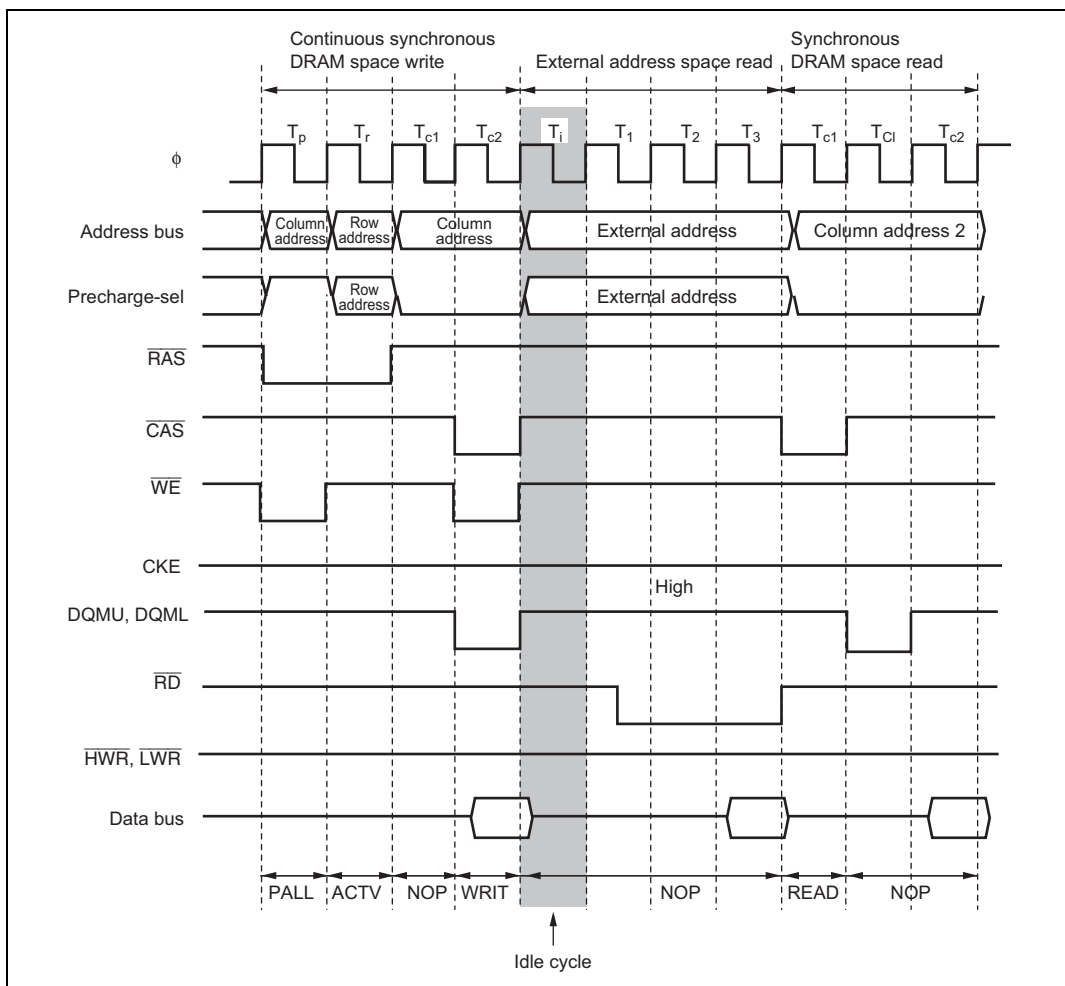 Continuous synchronous
DRAM space write
External address space read
Synchronous
DRAM space read
Tp Tr Tc1 Tc2 Ti T1 T2 T3 Tc1 TCl Tc2
ϕ
Address bus
Column
address
Row
address
Column
address
External address
Column address 2
Precharge-sel
Row
address
External address
RAS
CAS
WE
CKE
High
DQMU, DQML
RD
HWR, LWR
Data bus
PALL ACTV NOP WRIT NOP READ NOP
Idle cycle